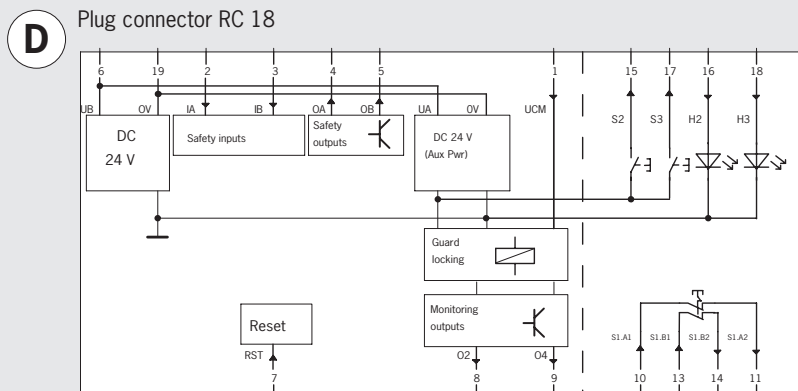 D
Plug connector RC 18
6 19 2 3 4 5 1 15 17 16 18
UB OV IA IB OA OB UA OV UCM S2 S3 H2 H3
DC
24 V
Safety inputs
Safety
outputs
DC 24 V
(Aux Pwr)
Guard
locking
Monitoring
outputs
Reset
RST O2 O4
S1.A1 S1.B1 S1.B2 S1.A2
7 8 9 10 13 14 11